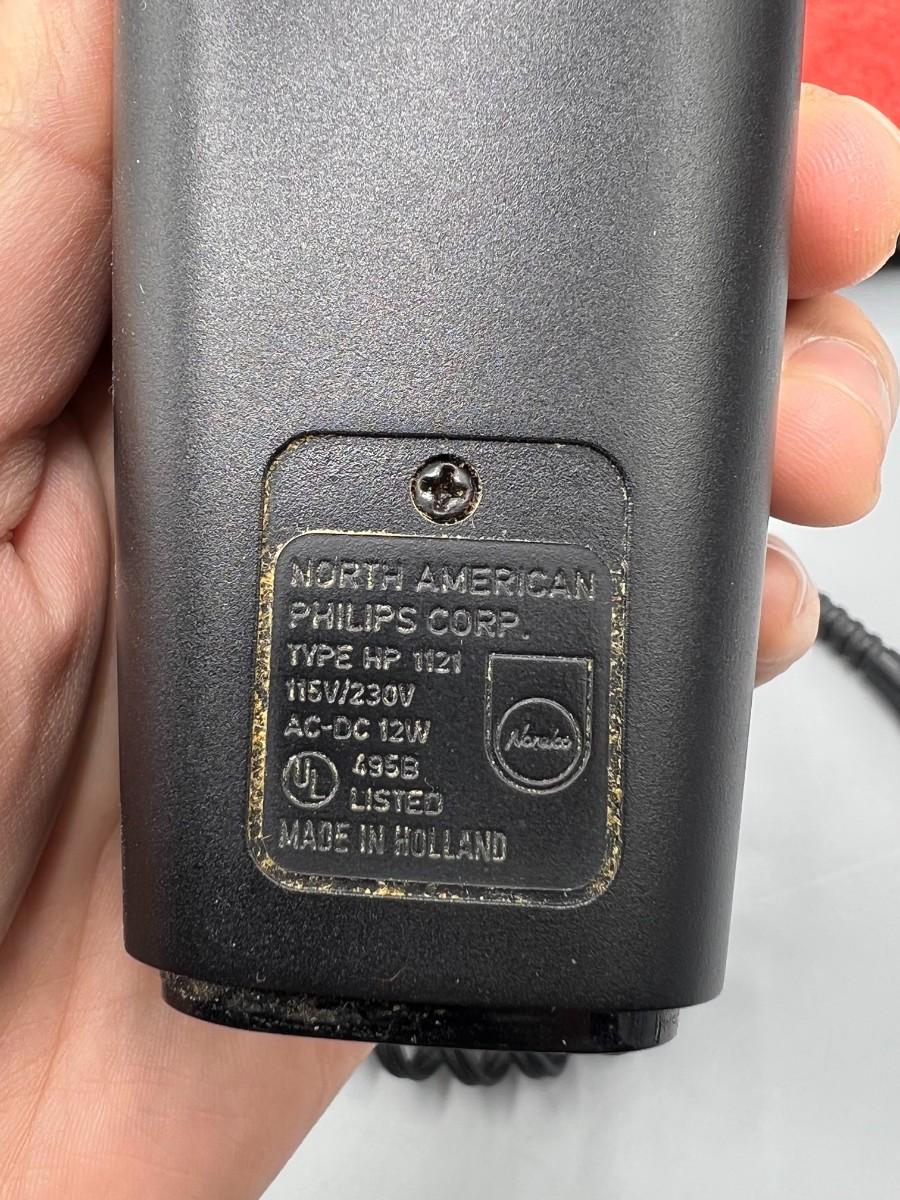 NORTH AMERICAN
PHILIPS CORP.
TYPE HP 1121
115V/230V
AC-DC 12W
Norelco
UL 495B
LISTED
MADE IN HOLLAND